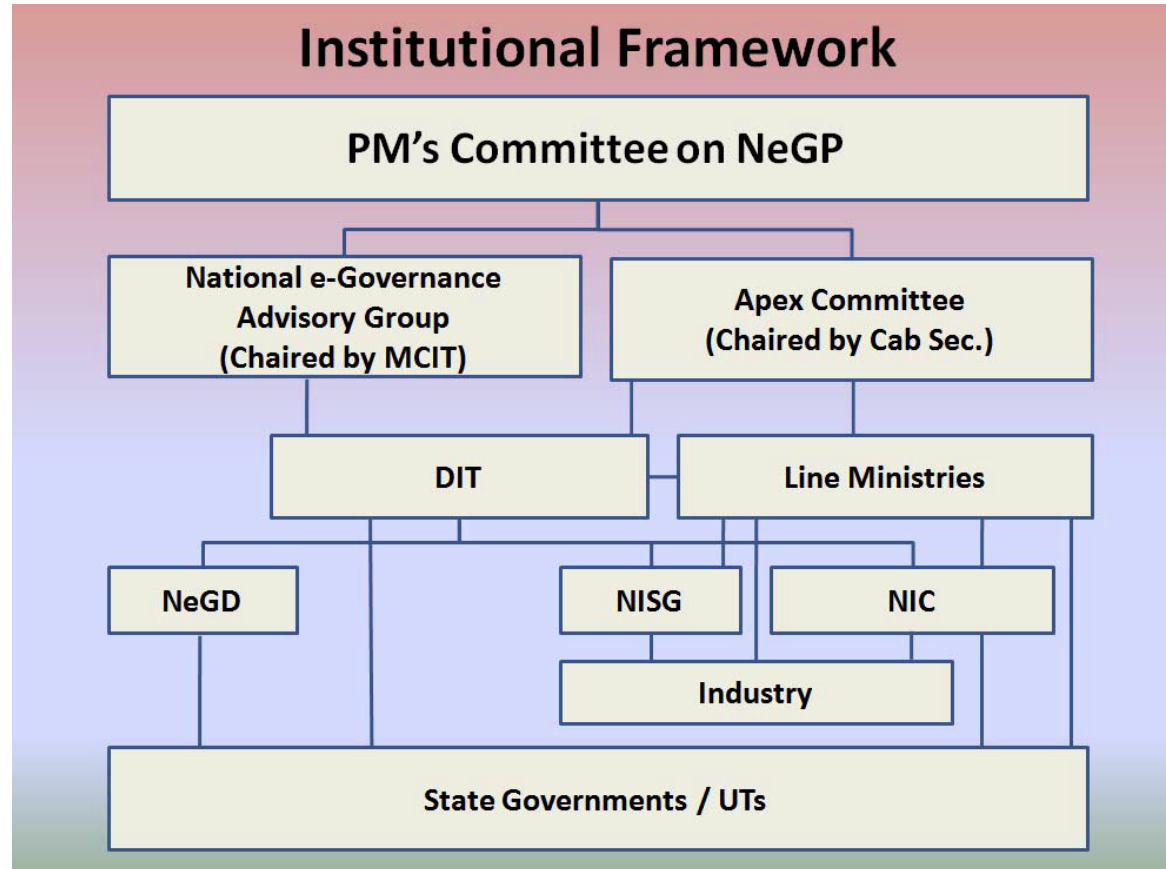 Institutional Framework
PM's Committee on NeGP
National e-Governance
Advisory Group
(Chaired by MCIT)
Apex Committee
(Chaired by Cab Sec.)
DIT
Line Ministries
NeGD
NISG
NIC
Industry
State Governments / UTs